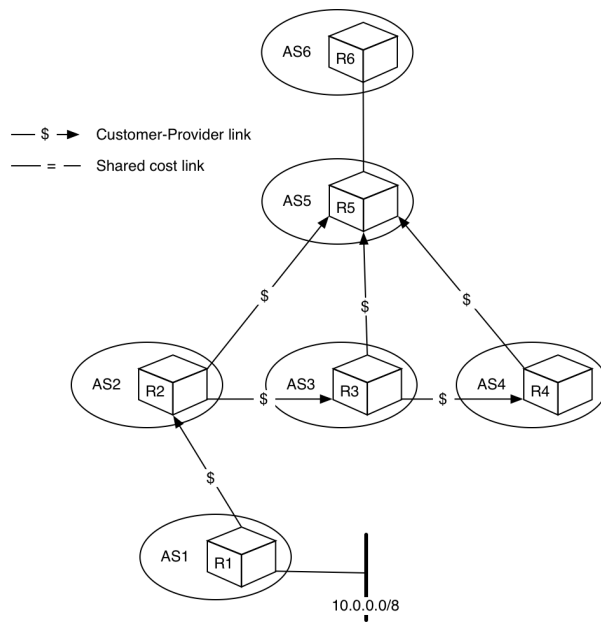 AS6
R6
$
Customer-Provider link
=
Shared cost link
AS5
R5
$
$
$
AS2
R2
$
AS3
R3
$
AS4
R4
$
AS1
R1
10.0.0.0/8